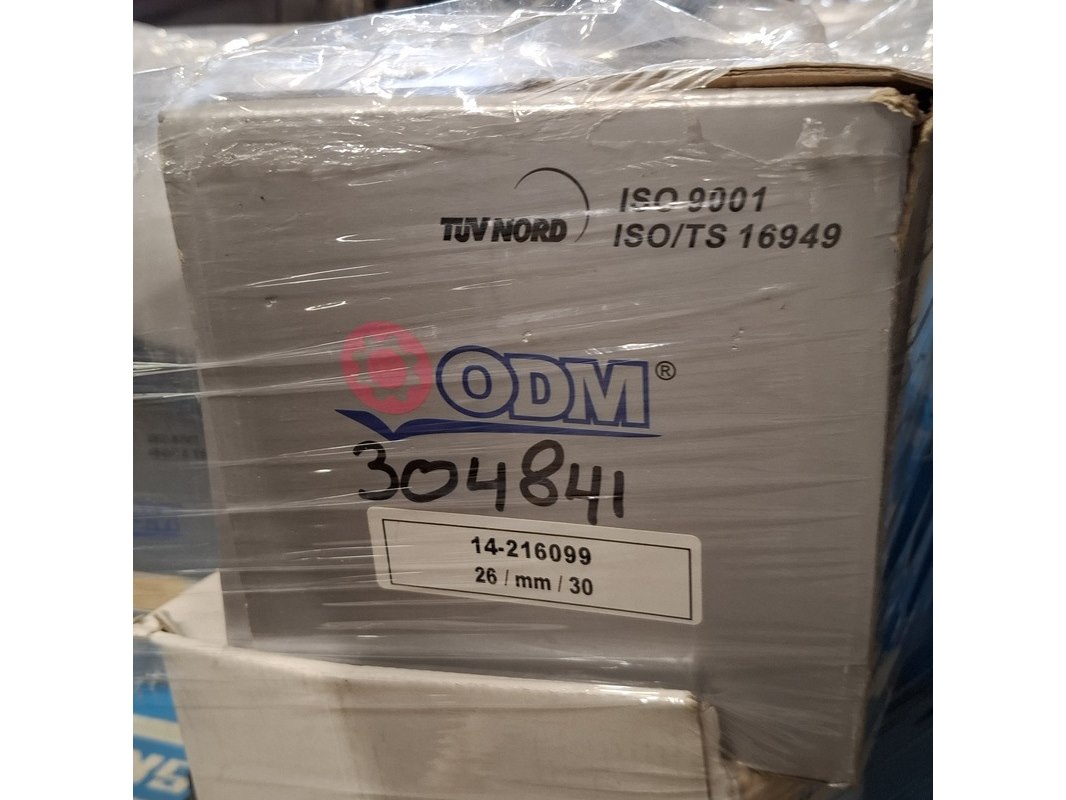 TÜV NORD
ISO 9001
ISO/TS 16949
ODM®
304841
14-216099
26 / mm / 30